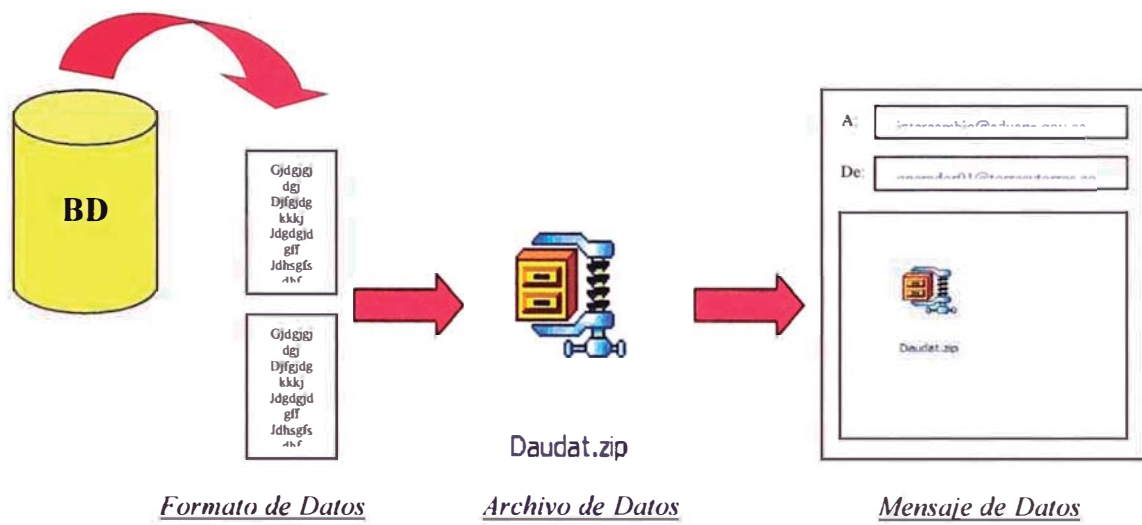 BD
Gjdgjgj
dgj
Djfgjdg
kkkj
Jdgdgjd
gff
Jdhsgfs
Gjdgjgj
dgj
Djfgjdg
kkkj
Jdgdgjd
gff
Jdhsgfs
Daudat.zip
A:
De:
Daudat.zip
Formato de Datos
Archivo de Datos
Mensaje de Datos